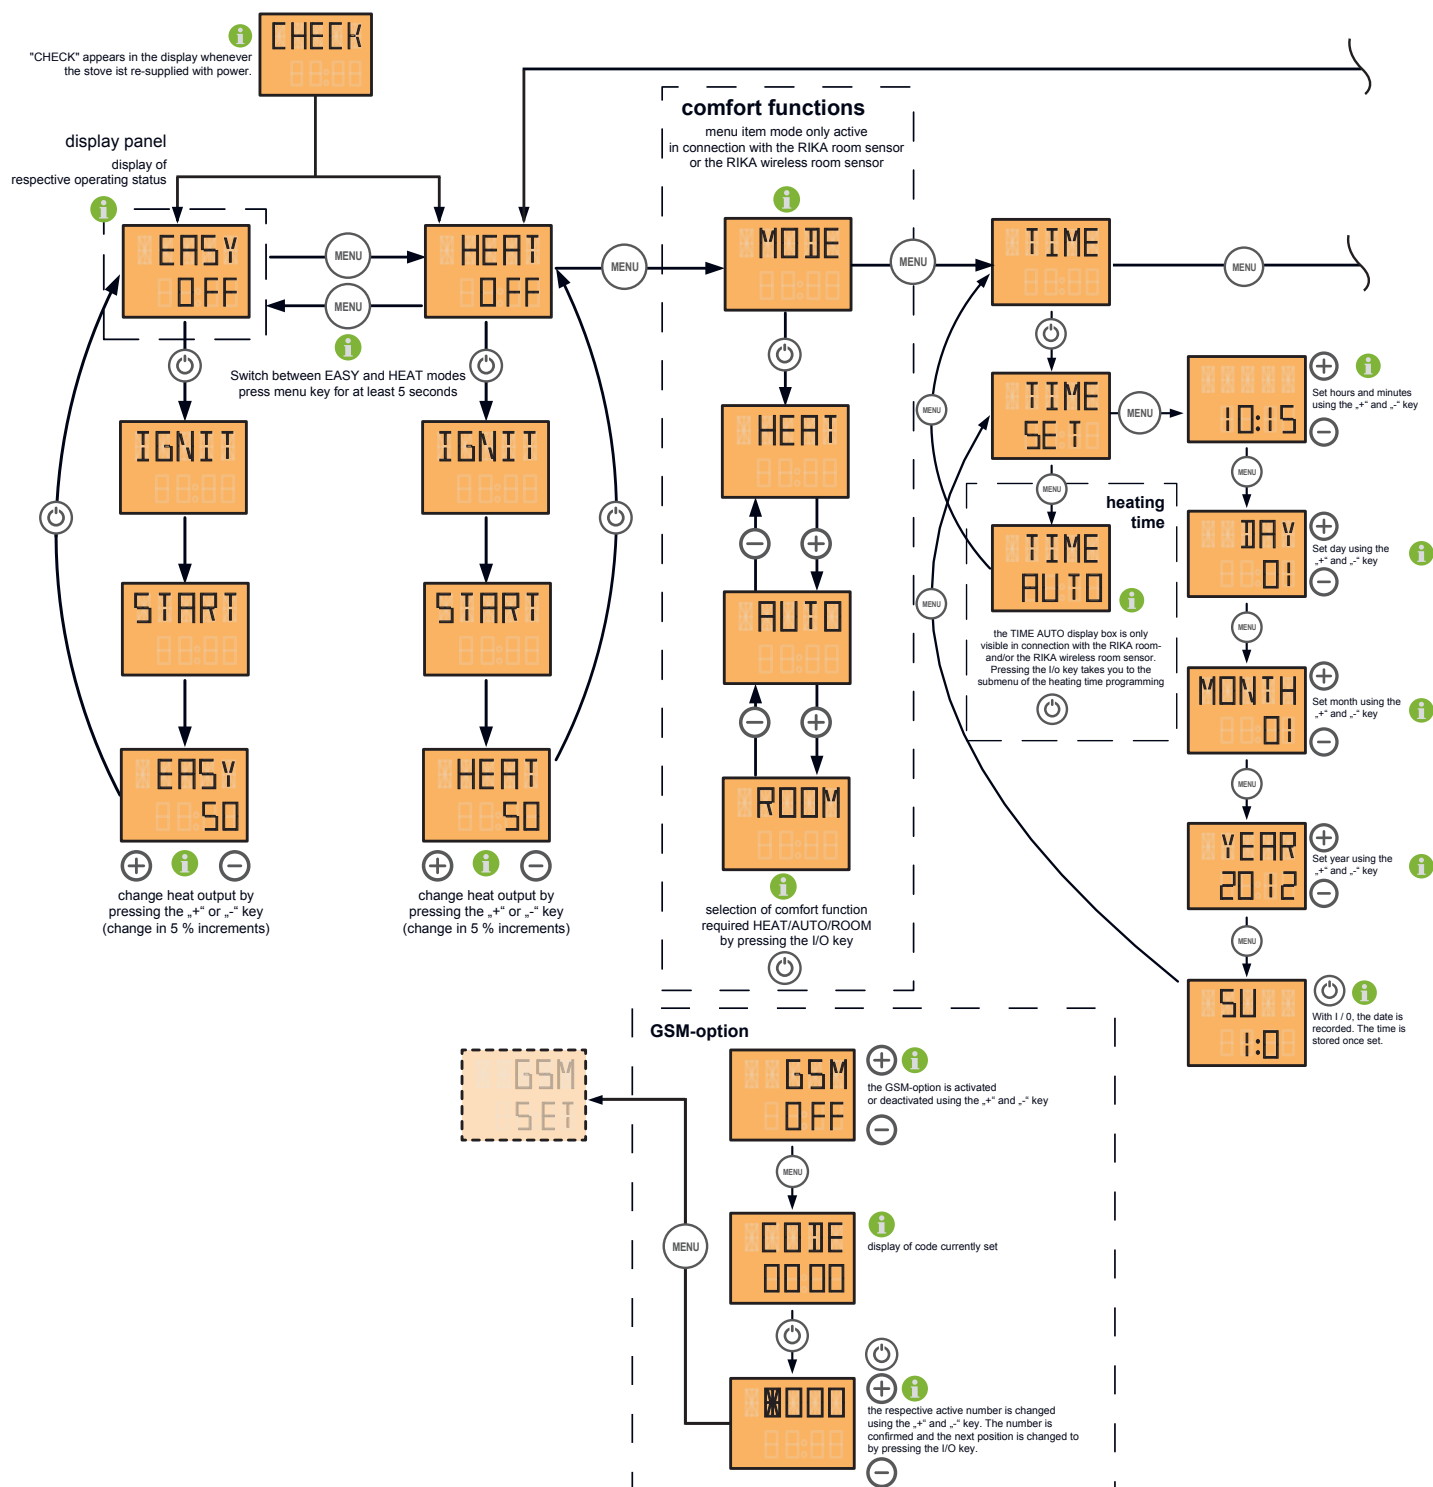 CHECK
"CHECK" appears in the display whenever
the stove ist re-supplied with power.
display panel
display of
respective operating status
EASY
OFF
MENU
MENU
HEAT
OFF
Switch between EASY and HEAT modes
press menu key for at least 5 seconds
IGNIT
IGNIT
START
START
EASY
50
HEAT
50
change heat output by
pressing the „+“ or „-“ key
(change in 5 % increments)
change heat output by
pressing the „+“ or „-“ key
(change in 5 % increments)
MENU
comfort functions
menu item mode only active
in connection with the RIKA room sensor
or the RIKA wireless room sensor
MODE
HEAT
AUTO
ROOM
selection of comfort function
required HEAT/AUTO/ROOM
by pressing the I/O key
MENU
TIME
MENU
TIME
SET
MENU
MENU
MENU
MENU
heating
time
TIME
AUTO
the TIME AUTO display box is only
visible in connection with the RIKA room-
and/or the RIKA wireless room sensor.
Pressing the I/o key takes you to the
submenu of the heating time programming
10:15
Set hours and minutes
using the „+“ and „-“ key
MENU
DAY
01
Set day using the
„+“ and „-“ key
MENU
MONTH
01
Set month using the
„+“ and „-“ key
MENU
YEAR
2012
Set year using the
„+“ and „-“ key
MENU
SU
1:0
With I / 0, the date is
recorded. The time is
stored once set.
GSM-option
GSM
SET
GSM
OFF
the GSM-option is activated
or deactivated using the „+“ and „-“ key
MENU
MENU
CODE
0000
display of code currently set
000
the respective active number is changed
using the „+“ and „-“ key. The number is
confirmed and the next position is changed to
by pressing the I/O key.